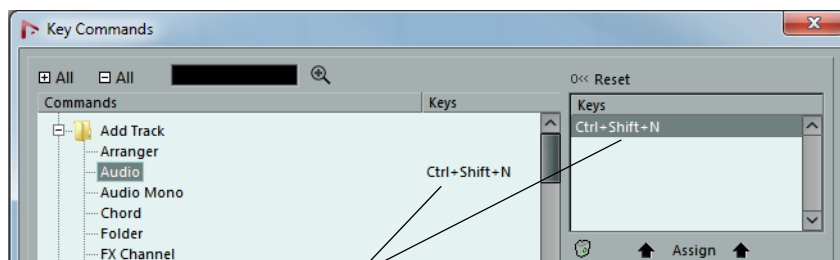 Key Commands
All All
0<< Reset
Commands Keys
Keys
Add Track
Ctrl+Shift+N
Arranger
Audio Ctrl+Shift+N
Audio Mono
Chord
Folder
FX Channel
Assign